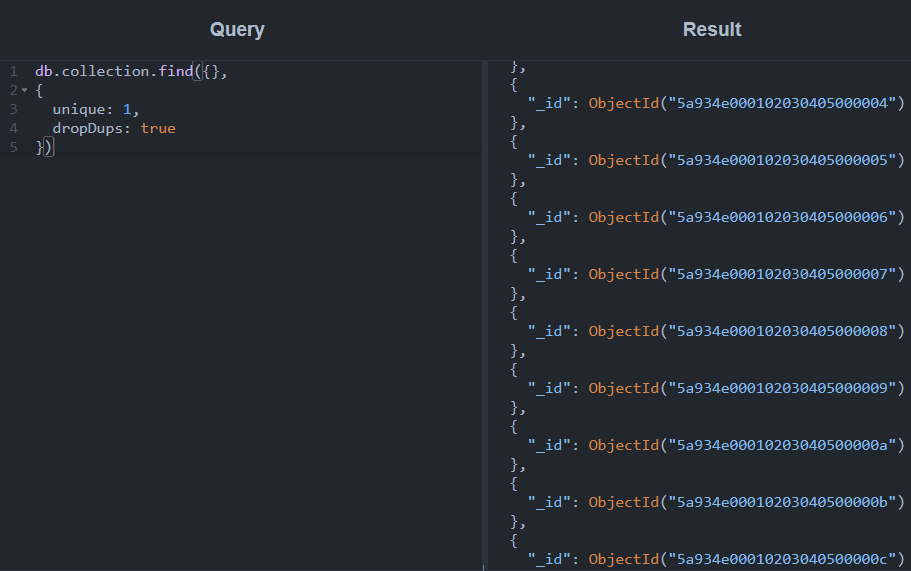 Query
Result
1 db.collection.find({},
2 {
3 unique: 1,
4 dropDups: true
5 })
},
{
"_id": ObjectId("5a934e000102030405000004")
},
{
"_id": ObjectId("5a934e000102030405000005")
},
{
"_id": ObjectId("5a934e000102030405000006")
},
{
"_id": ObjectId("5a934e000102030405000007")
},
{
"_id": ObjectId("5a934e000102030405000008")
},
{
"_id": ObjectId("5a934e000102030405000009")
},
{
"_id": ObjectId("5a934e00010203040500000a")
},
{
"_id": ObjectId("5a934e00010203040500000b")
},
{
"_id": ObjectId("5a934e00010203040500000c")